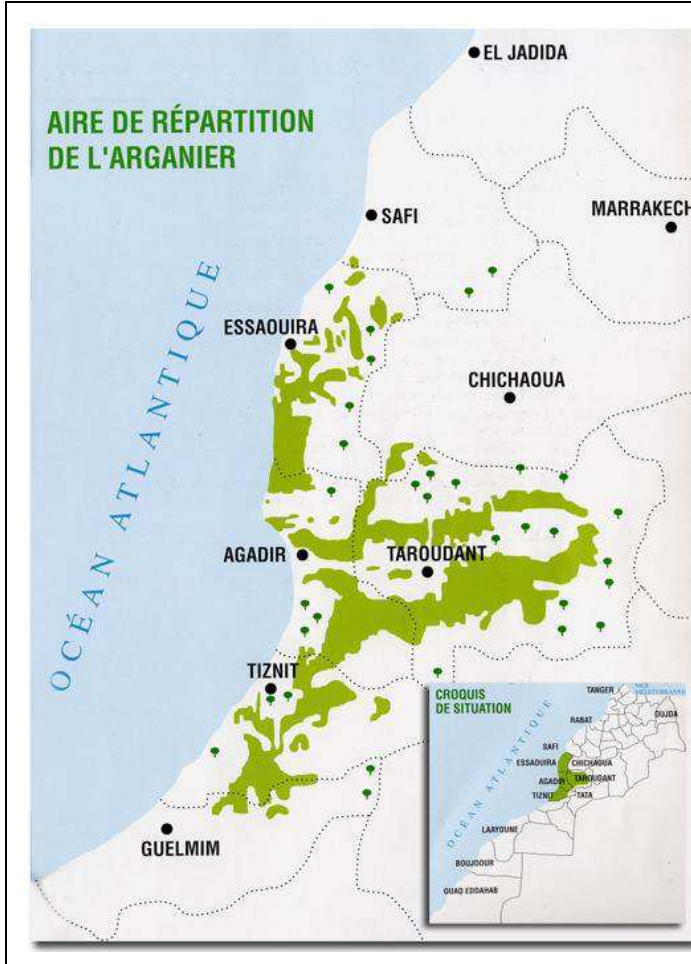 EL JADIDA
AIRE DE RÉPARTITION
DE L'ARGANIER
SAFI
MARRAKECH
OCÉAN ATLANTIQUE
ESSAOUIRA
CHICHAOUA
AGADIR
TAROUDANT
TIZNIT
GUELMIM
CROQUIS
DE SITUATION
TANGER
OUJDA
RABAT
SAFI
ESSAOUIRA
CHICHAOUA
AGADIR
TAROUDANT
TIZNIT
TATA
OCÉAN ATLANTIQUE
LAAYOUNE
BOUJDOUR
OUAD EDDAHAB